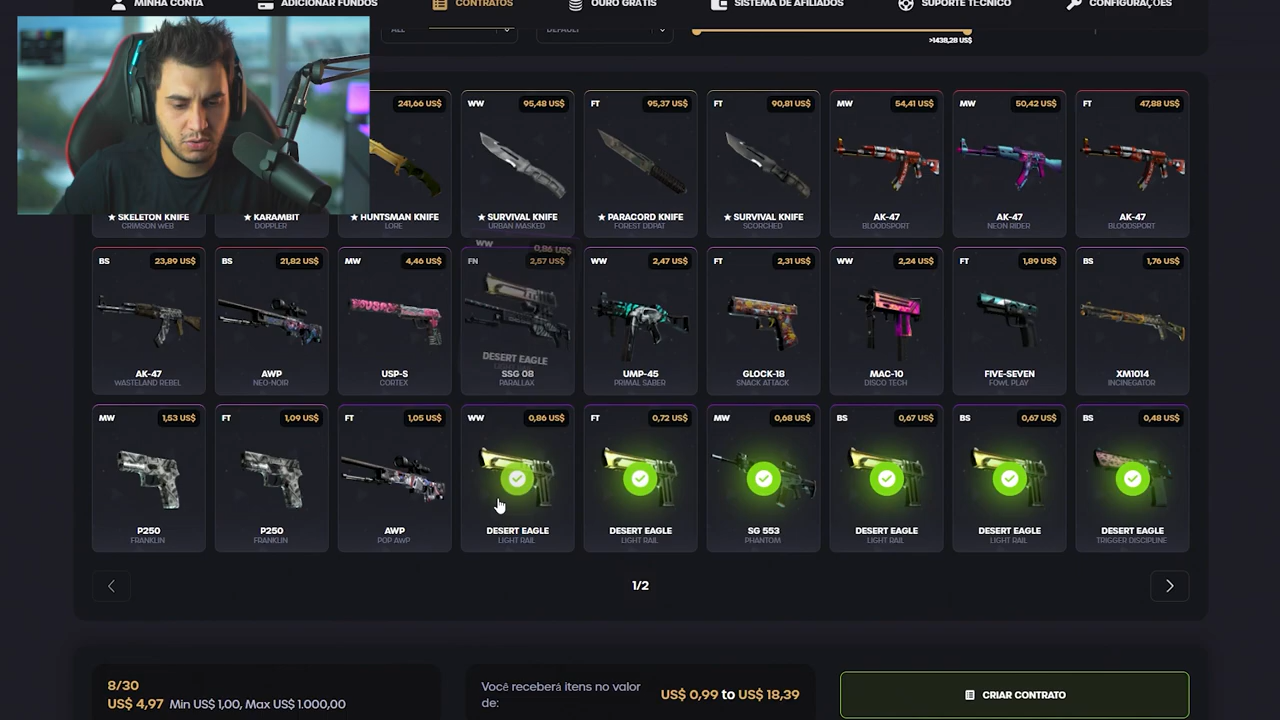 MINHA CONTA
ADICIONAR FUNDOS
CONTRATOS
OURO GRÁTIS
SISTEMA DE AFILIADOS
SUPORTE TÉCNICO
CONFIGURAÇÕES
ALL
DEFAULT
>1438,28 US$
241,66 US$
WW 95,48 US$
FT 95,37 US$
FT 90,81 US$
MW 54,41 US$
MW 50,42 US$
FT 47,88 US$
★ SKELETON KNIFE
CRIMSON WEB
★ KARAMBIT
DOPPLER
★ HUNTSMAN KNIFE
LORE
★ SURVIVAL KNIFE
URBAN MASKED
★ PARACORD KNIFE
FOREST DDPAT
★ SURVIVAL KNIFE
SCORCHED
AK-47
BLOODSPORT
AK-47
NEON RIDER
AK-47
BLOODSPORT
WW 0,86 US$
DESERT EAGLE
BS 23,89 US$
AK-47
WASTELAND REBEL
BS 21,82 US$
AWP
NEO-NOIR
MW 4,46 US$
USP-S
CORTEX
FN 2,57 US$
SSG 08
PARALLAX
WW 2,47 US$
UMP-45
PRIMAL SABER
FT 2,31 US$
GLOCK-18
SNACK ATTACK
WW 2,24 US$
MAC-10
DISCO TECH
FT 1,89 US$
FIVE-SEVEN
FOWL PLAY
BS 1,76 US$
XM1014
INCINEGATOR
MW 1,53 US$
P250
FRANKLIN
FT 1,09 US$
P250
FRANKLIN
FT 1,05 US$
AWP
POP AWP
WW 0,86 US$
DESERT EAGLE
LIGHT RAIL
FT 0,72 US$
DESERT EAGLE
LIGHT RAIL
MW 0,68 US$
SG 553
PHANTOM
BS 0,67 US$
DESERT EAGLE
LIGHT RAIL
BS 0,67 US$
DESERT EAGLE
LIGHT RAIL
BS 0,48 US$
DESERT EAGLE
TRIGGER DISCIPLINE
1/2
8/30
US$ 4,97 Min US$ 1,00, Max US$ 1.000,00
Você receberá itens no valor
de:
US$ 0,99 to US$ 18,39
CRIAR CONTRATO